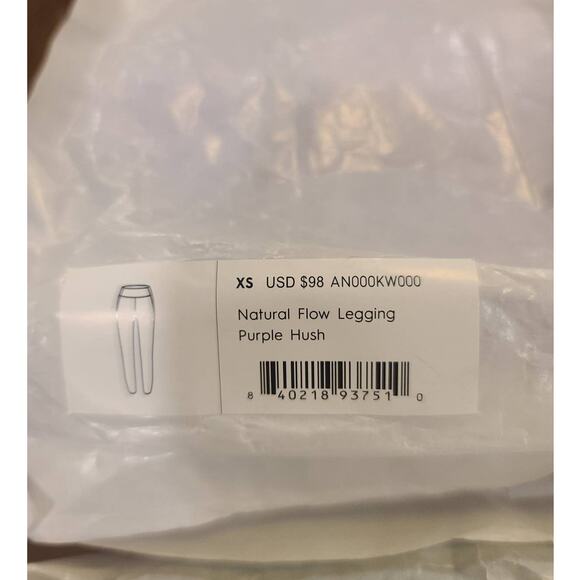 XS USD $98 AN000KW000
Natural Flow Legging
Purple Hush
8 40218 93751 0